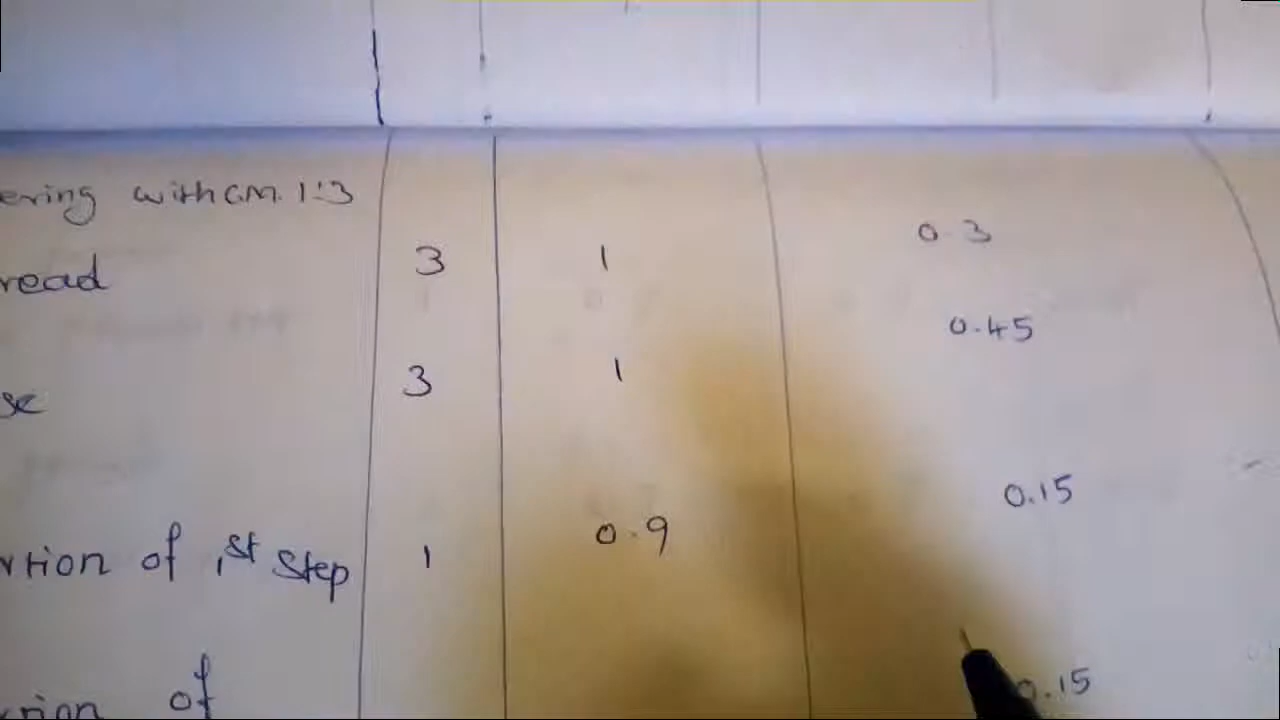 ering with C.M. 1:3
read 3 1 0.3
0.45
se 3 1
0.15
rtion of 1st Step 1 0.9
of 0.15